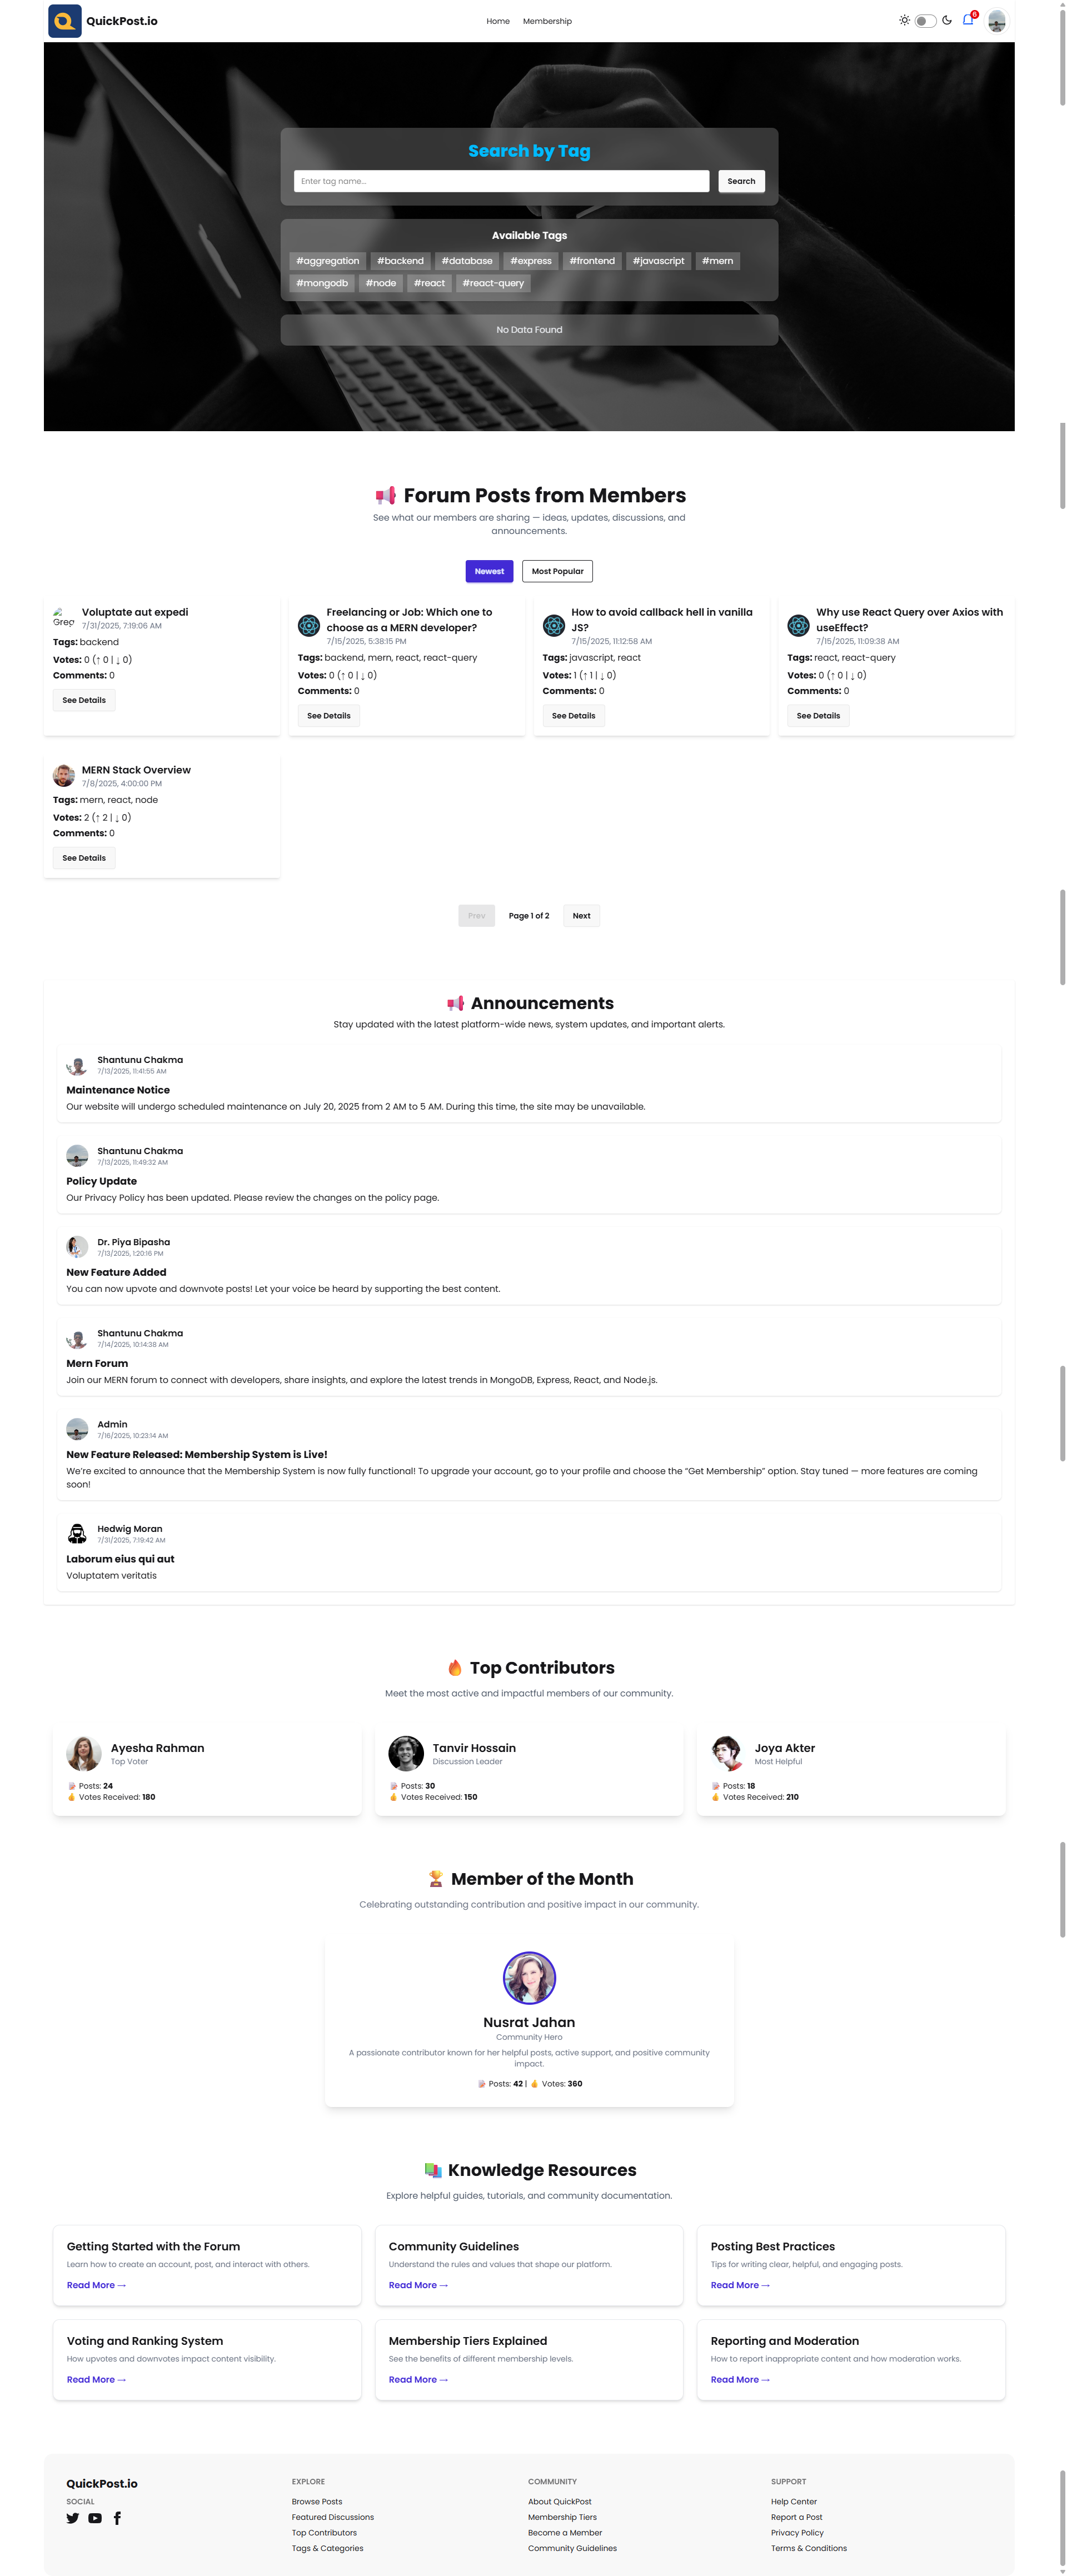 QuickPost.io
Home
Membership
6
Search by Tag
Enter tag name...
Search
Available Tags
#aggregation #backend #database #express #frontend #javascript #mern
#mongodb #node #react #react-query
No Data Found
Forum Posts from Members
See what our members are sharing — ideas, updates, discussions, and
announcements.
Newest
Most Popular
Greg
Voluptate aut expedi
7/31/2025, 7:19:06 AM
Tags: backend
Votes: 0 (↑ 0 | ↓ 0)
Comments: 0
See Details
Freelancing or Job: Which one to
choose as a MERN developer?
7/15/2025, 5:38:15 PM
Tags: backend, mern, react, react-query
Votes: 0 (↑ 0 | ↓ 0)
Comments: 0
See Details
How to avoid callback hell in vanilla
JS?
7/15/2025, 11:12:58 AM
Tags: javascript, react
Votes: 1 (↑ 1 | ↓ 0)
Comments: 0
See Details
Why use React Query over Axios with
useEffect?
7/15/2025, 11:09:38 AM
Tags: react, react-query
Votes: 0 (↑ 0 | ↓ 0)
Comments: 0
See Details
MERN Stack Overview
7/8/2025, 4:00:00 PM
Tags: mern, react, node
Votes: 2 (↑ 2 | ↓ 0)
Comments: 0
See Details
Prev
Page 1 of 2
Next
Announcements
Stay updated with the latest platform-wide news, system updates, and important alerts.
Shantunu Chakma
7/13/2025, 11:41:55 AM
Maintenance Notice
Our website will undergo scheduled maintenance on July 20, 2025 from 2 AM to 5 AM. During this time, the site may be unavailable.
Shantunu Chakma
7/13/2025, 11:49:32 AM
Policy Update
Our Privacy Policy has been updated. Please review the changes on the policy page.
Dr. Piya Bipasha
7/13/2025, 1:20:16 PM
New Feature Added
You can now upvote and downvote posts! Let your voice be heard by supporting the best content.
Shantunu Chakma
7/14/2025, 10:14:38 AM
Mern Forum
Join our MERN forum to connect with developers, share insights, and explore the latest trends in MongoDB, Express, React, and Node.js.
Admin
7/16/2025, 10:23:14 AM
New Feature Released: Membership System is Live!
We're excited to announce that the Membership System is now fully functional! To upgrade your account, go to your profile and choose the "Get Membership" option. Stay tuned — more features are coming
soon!
Hedwig Moran
7/31/2025, 7:19:42 AM
Laborum eius qui aut
Voluptatem veritatis
Top Contributors
Meet the most active and impactful members of our community.
Ayesha Rahman
Top Voter
Posts: 24
Votes Received: 180
Tanvir Hossain
Discussion Leader
Posts: 30
Votes Received: 150
Joya Akter
Most Helpful
Posts: 18
Votes Received: 210
Member of the Month
Celebrating outstanding contribution and positive impact in our community.
Nusrat Jahan
Community Hero
A passionate contributor known for her helpful posts, active support, and positive community
impact.
Posts: 42 | Votes: 360
Knowledge Resources
Explore helpful guides, tutorials, and community documentation.
Getting Started with the Forum
Learn how to create an account, post, and interact with others.
Read More →
Community Guidelines
Understand the rules and values that shape our platform.
Read More →
Posting Best Practices
Tips for writing clear, helpful, and engaging posts.
Read More →
Voting and Ranking System
How upvotes and downvotes impact content visibility.
Read More →
Membership Tiers Explained
See the benefits of different membership levels.
Read More →
Reporting and Moderation
How to report inappropriate content and how moderation works.
Read More →
QuickPost.io
SOCIAL
EXPLORE
Browse Posts
Featured Discussions
Top Contributors
Tags & Categories
COMMUNITY
About QuickPost
Membership Tiers
Become a Member
Community Guidelines
SUPPORT
Help Center
Report a Post
Privacy Policy
Terms & Conditions